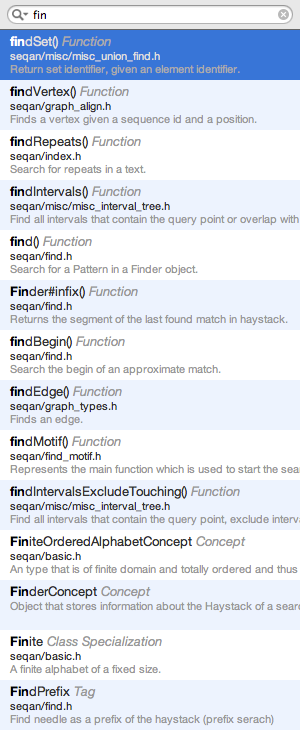 fin
findSet() Function
seqan/misc/misc_union_find.h
Return set identifier, given an element identifier.
findVertex() Function
seqan/graph_align.h
Finds a vertex given a sequence id and a position.
findRepeats() Function
seqan/index.h
Search for repeats in a text.
findIntervals() Function
seqan/misc/misc_interval_tree.h
Find all intervals that contain the query point or overlap with
find() Function
seqan/find.h
Search for a Pattern in a Finder object.
Finder#infix() Function
seqan/find.h
Returns the segment of the last found match in haystack.
findBegin() Function
seqan/find.h
Search the begin of an approximate match.
findEdge() Function
seqan/graph_types.h
Finds an edge.
findMotif() Function
seqan/find_motif.h
Represents the main function which is used to start the sea
findIntervalsExcludeTouching() Function
seqan/misc/misc_interval_tree.h
Find all intervals that contain the query point, exclude interv
FiniteOrderedAlphabetConcept Concept
seqan/basic.h
An type that is of finite domain and totally ordered and thus
FinderConcept Concept
Object that stores information about the Haystack of a sear
Finite Class Specialization
seqan/basic.h
A finite alphabet of a fixed size.
FindPrefix Tag
seqan/find.h
Find needle as a prefix of the haystack (prefix serach)